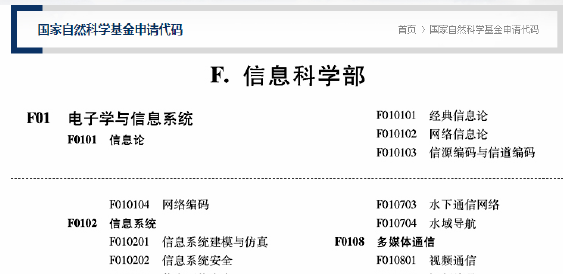 国家自然科学基金申请代码
首页 > 国家自然科学基金申请代码
F. 信息科学部
F01 电子学与信息系统
F0101 信息论
F010101 经典信息论
F010102 网络信息论
F010103 信源编码与信道编码
F010104 网络编码
F0102 信息系统
F010201 信息系统建模与仿真
F010202 信息系统安全
F010703 水下通信网络
F010704 水域导航
F0108 多媒体通信
F010801 视频通信